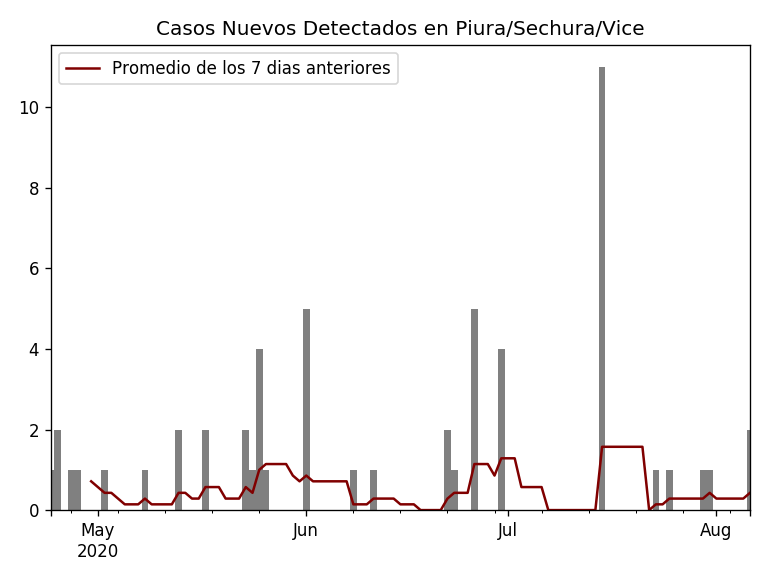 Casos Nuevos Detectados en Piura/Sechura/Vice
Promedio de los 7 dias anteriores
10
8
6
4
2
0
May Jun Jul Aug
2020